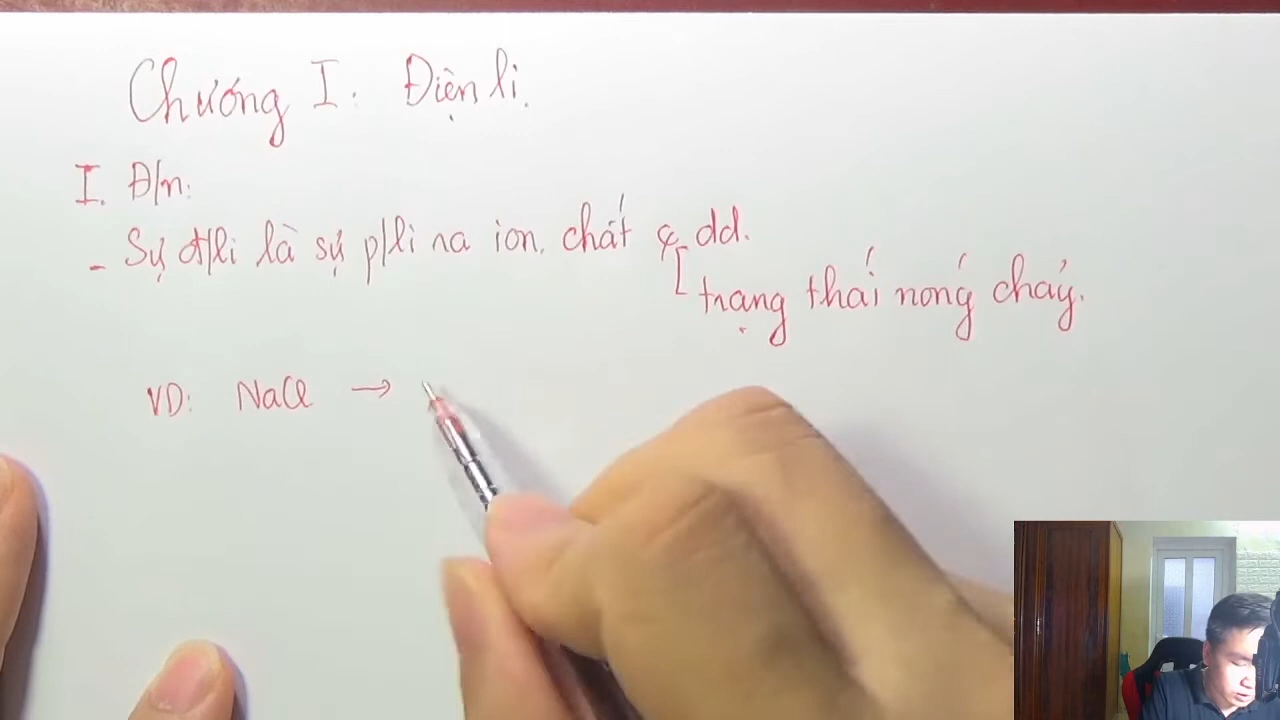 Chương I: Điện li.
I. Đ/n:
- Sự đ/li là sự p/li ra ion. chất ç dd.
trạng thái nóng chảy.
VD: NaCl →